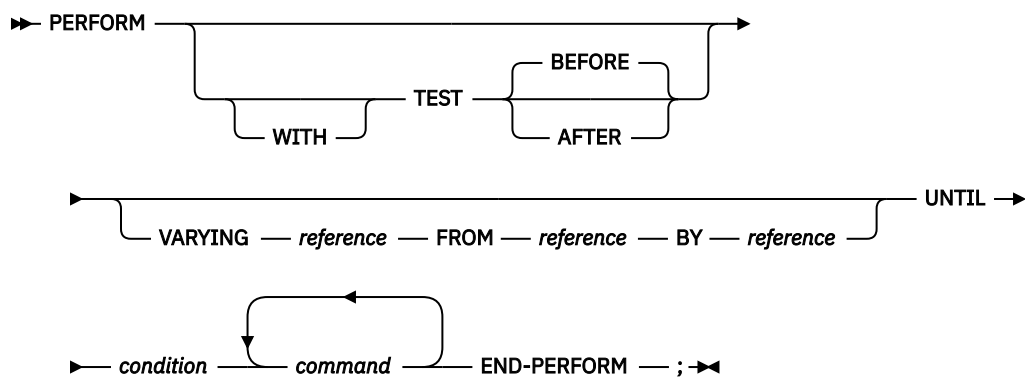 PERFORM
BEFORE
TEST
WITH
AFTER
UNTIL
VARYING reference FROM reference BY reference
condition command END-PERFORM ;